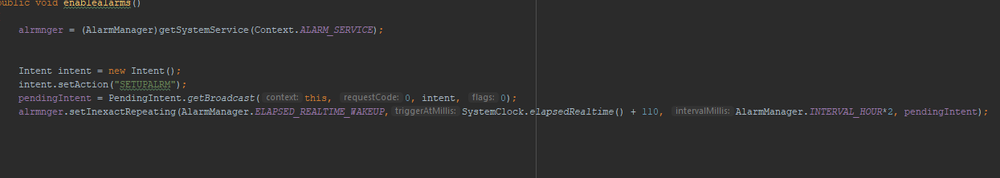 public void enablealarms()
alrmnger = (AlarmManager)getSystemService(Context.ALARM_SERVICE);
Intent intent = new Intent();
intent.setAction("SETUPALRM");
pendingIntent = PendingIntent.getBroadcast( context: this, requestCode: 0, intent, flags: 0);
alrmnger.setInexactRepeating(AlarmManager.ELAPSED_REALTIME_WAKEUP, triggerAtMillis: SystemClock.elapsedRealtime() + 110, intervalMillis: AlarmManager.INTERVAL_HOUR*2, pendingIntent);